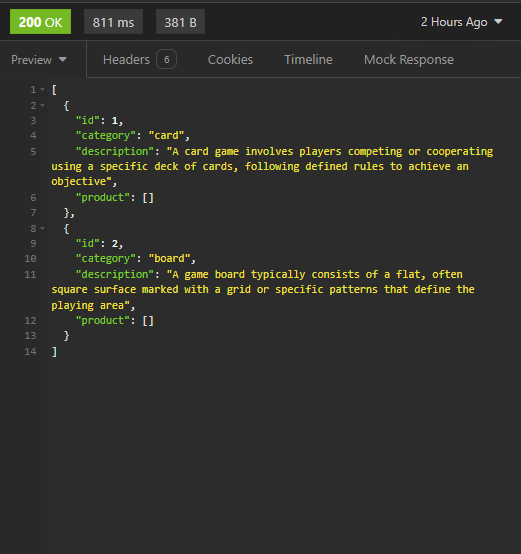 200 OK 811 ms 381 B 2 Hours Ago
Preview Headers 6 Cookies Timeline Mock Response
1 [
2 {
3 "id": 1,
4 "category": "card",
5 "description": "A card game involves players competing or cooperating
using a specific deck of cards, following defined rules to achieve an
objective",
6 "product": []
7 },
8 {
9 "id": 2,
10 "category": "board",
11 "description": "A game board typically consists of a flat, often
square surface marked with a grid or specific patterns that define the
playing area",
12 "product": []
13 }
14 ]